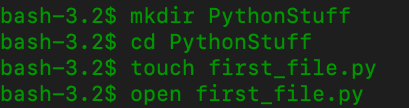 bash-3.2$ mkdir PythonStuff
bash-3.2$ cd PythonStuff
bash-3.2$ touch first_file.py
bash-3.2$ open first_file.py